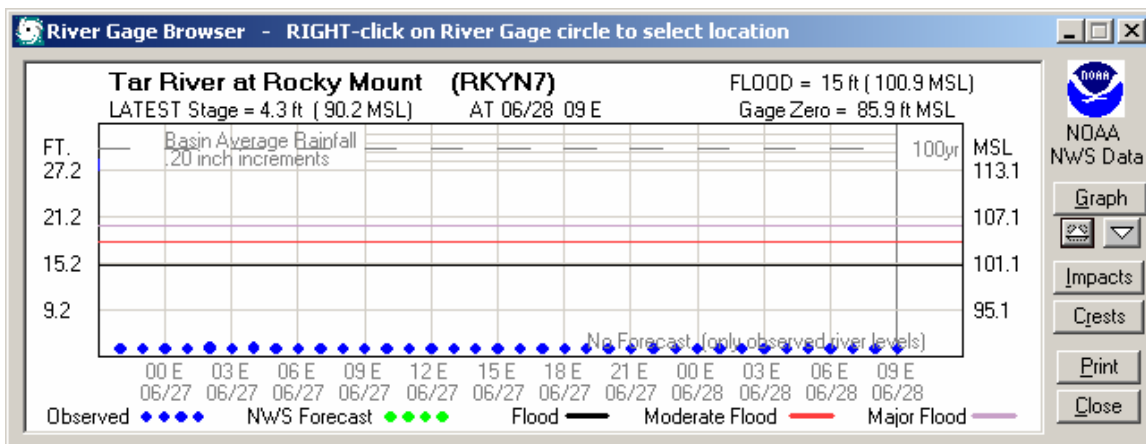 River Gage Browser - RIGHT-click on River Gage circle to select location
Tar River at Rocky Mount (RKYN7) FLOOD = 15 ft ( 100.9 MSL)
LATEST Stage = 4.3 ft ( 90.2 MSL) AT 06/28 09 E Gage Zero = 85.9 ft MSL
FT. Basin Average Rainfall 100yr MSL
.20 inch increments
27.2 113.1
21.2 107.1
15.2 101.1
9.2 95.1
No Forecast (only observed river levels)
00 E 03 E 06 E 09 E 12 E 15 E 18 E 21 E 00 E 03 E 06 E 09 E
06/27 06/27 06/27 06/27 06/27 06/27 06/27 06/27 06/28 06/28 06/28 06/28
Observed NWS Forecast Flood Moderate Flood Major Flood
NOAA
NOAA
NWS Data
Graph
Impacts
Crests
Print
Close